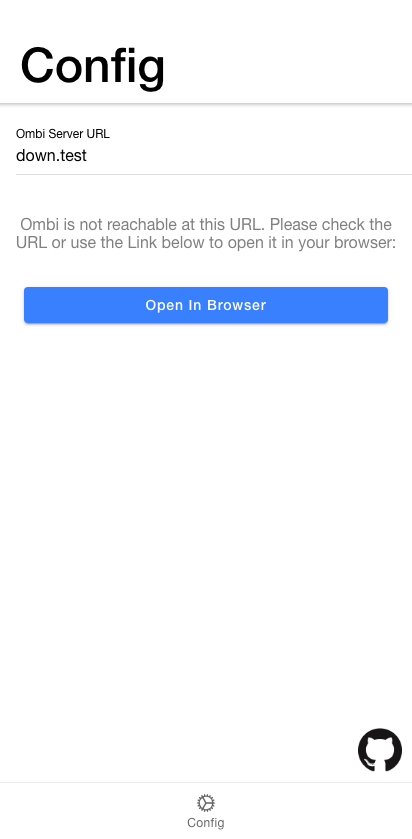 Config
Ombi Server URL
down.test
Ombi is not reachable at this URL. Please check the
URL or use the Link below to open it in your browser:
Open In Browser
Config